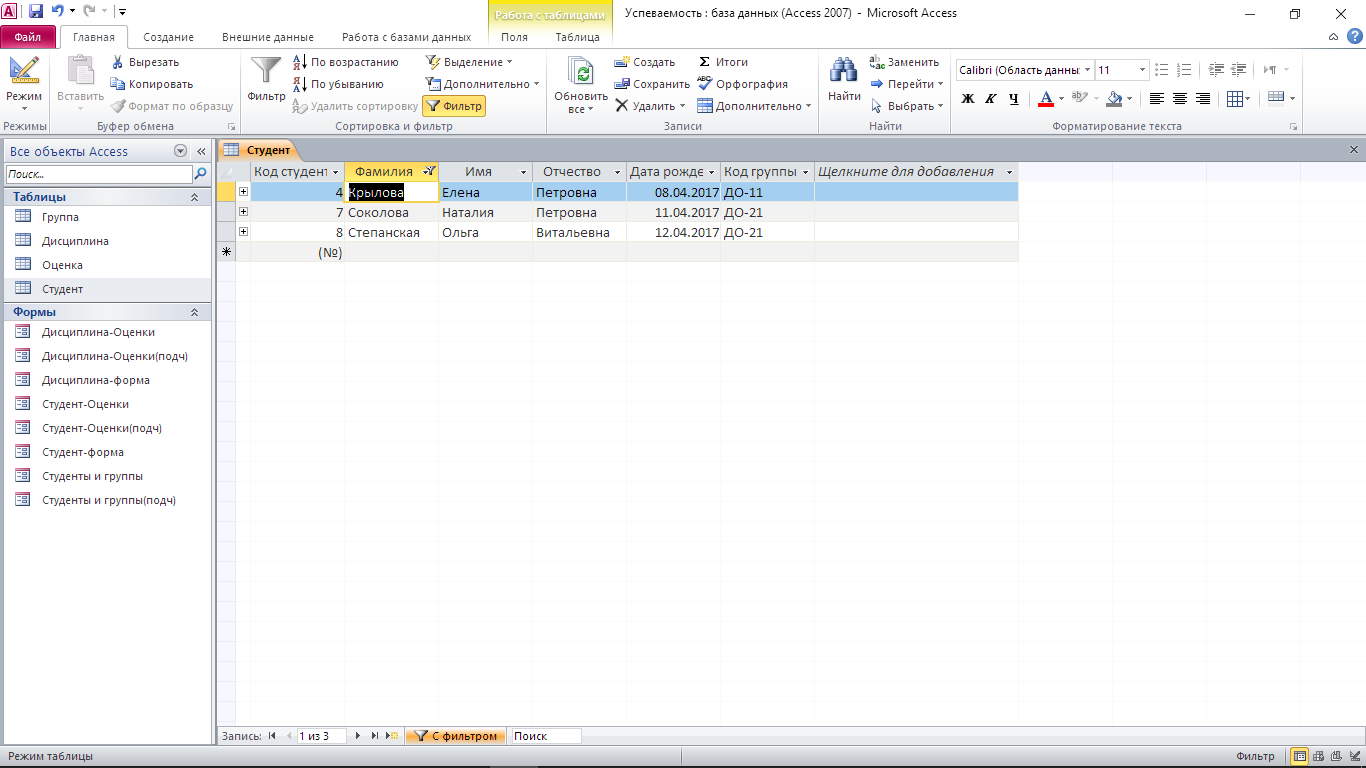 Работа с таблицами
Успеваемость : база данных (Access 2007) - Microsoft Access
Файл Главная Создание Внешние данные Работа с базами данных Поля Таблица
Режим
Режимы
Вставить
Вырезать
Копировать
Формат по образцу
Буфер обмена
Фильтр
По возрастанию
По убыванию
Удалить сортировку
Выделение
Дополнительно
Фильтр
Сортировка и фильтр
Обновить
все
Создать
Сохранить
Удалить
Итоги
Орфография
Дополнительно
Записи
Найти
Заменить
Перейти
Выбрать
Найти
Calibri (Область данны: 11
Ж К Ч
Форматирование текста
Все объекты Access
Поиск...
Таблицы
Группа
Дисциплина
Оценка
Студент
Формы
Дисциплина-Оценки
Дисциплина-Оценки(подч)
Дисциплина-форма
Студент-Оценки
Студент-Оценки(подч)
Студент-форма
Студенты и группы
Студенты и группы(подч)
Студент
Код студент Фамилия Имя Отчество Дата рожде Код группы Щелкните для добавления
4 Крылова Елена Петровна 08.04.2017 ДО-11
7 Соколова Наталия Петровна 11.04.2017 ДО-21
8 Степанская Ольга Витальевна 12.04.2017 ДО-21
(№)
Запись: 1 из 3 С фильтром Поиск
Режим таблицы Фильтр